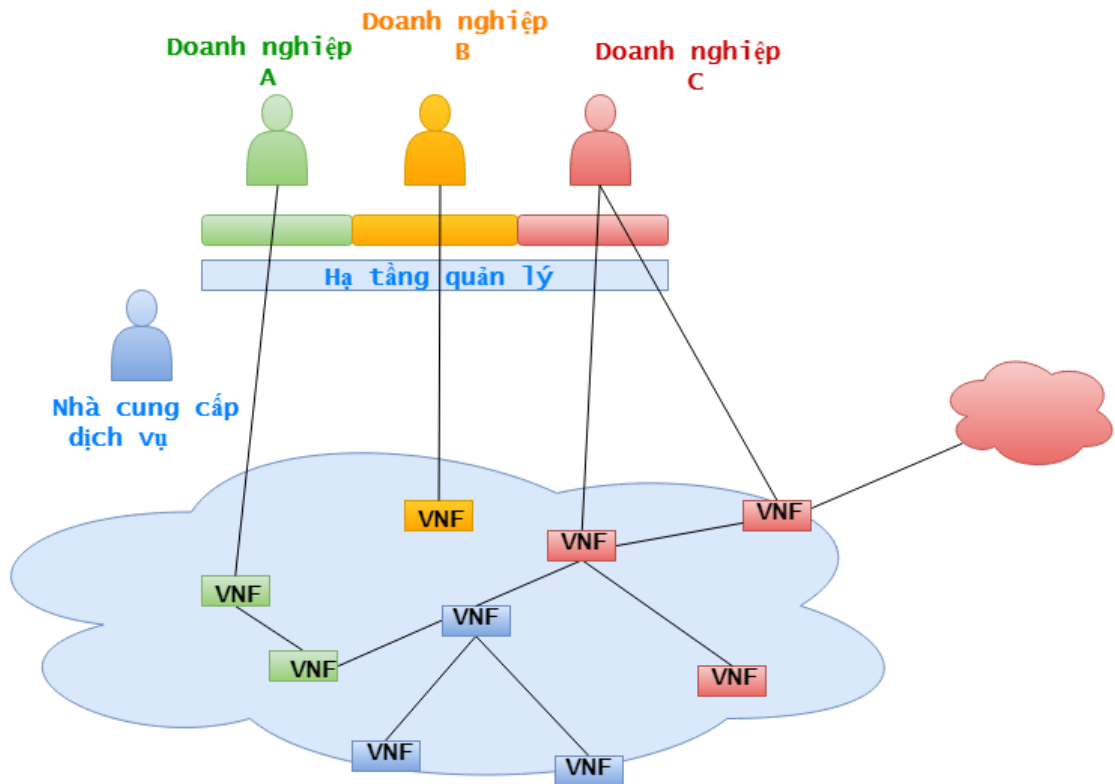 Doanh nghiệp
A
Doanh nghiệp
B
Doanh nghiệp
C
Hạ tầng quản lý
Nhà cung cấp
dịch vụ
VNF
VNF
VNF
VNF
VNF
VNF
VNF
VNF
VNF